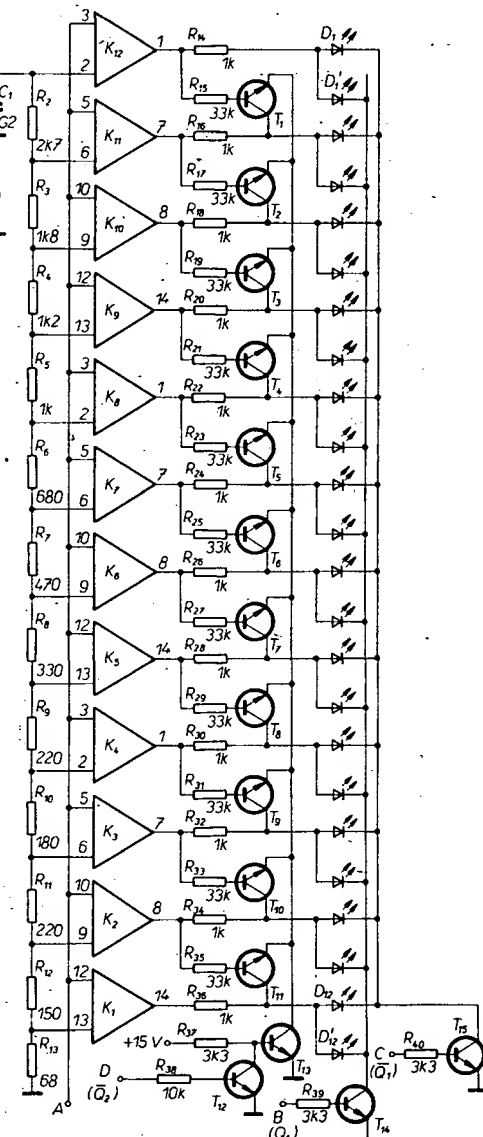 3 K₁₂ 1 R₁₄ D₁
2 1k
C₁ R₁₅ D₁'
G2 R₂ 33k T₁
5 K₁₁ 7 R₁₆
2k7 6 1k
R₃ R₁₇
10 33k T₂
K₁₀ 8 R₁₈
1k8 9 1k
R₄ R₁₉
12 33k T₃
K₉ 14 R₂₀
1k2 13 1k
R₅ R₂₁
3 33k T₄
K₈ 1 R₂₂
1k 2 1k
R₆ R₂₃
5 33k T₅
K₇ 7 R₂₄
680 6 1k
R₇ R₂₅
10 33k T₆
K₆ 8 R₂₆
470 9 1k
R₈ R₂₇
12 33k T₇
K₅ 14 R₂₈
330 13 1k
R₉ R₂₉
3 33k T₈
K₄ 1 R₃₀
220 2 1k
R₁₀ R₃₁
5 33k T₉
K₃ 7 R₃₂
180 6 1k
R₁₁ R₃₃
10 33k T₁₀
K₂ 8 R₃₄
220 9 1k
R₁₂ R₃₅
12 33k T₁₁
K₁ 14 R₃₆ D₁₂
150 13 1k
R₁₃ +15 V R₃₇ D₁₂' C R₄₀ T₁₅
68 3k3 T₁₃ (Q̅₁) 3k3
A D R₃₈ B R₃₉
(Q̅₂) 10k T₁₂ 3k3 T₁₄